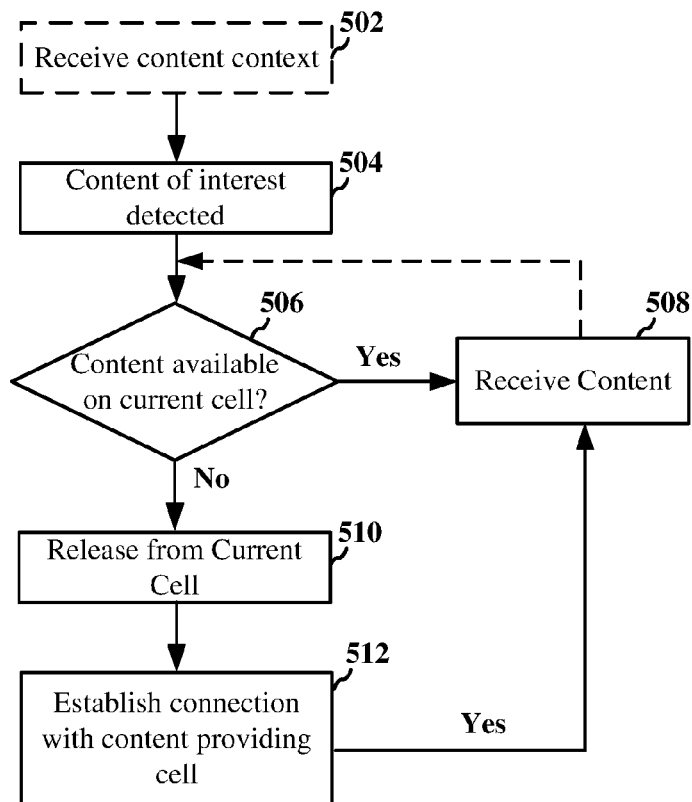 502
Receive content context
504
Content of interest
detected
506
508
Content available
on current cell?
Yes
Receive Content
No
510
Release from Current
Cell
512
Establish connection
with content providing
cell
Yes